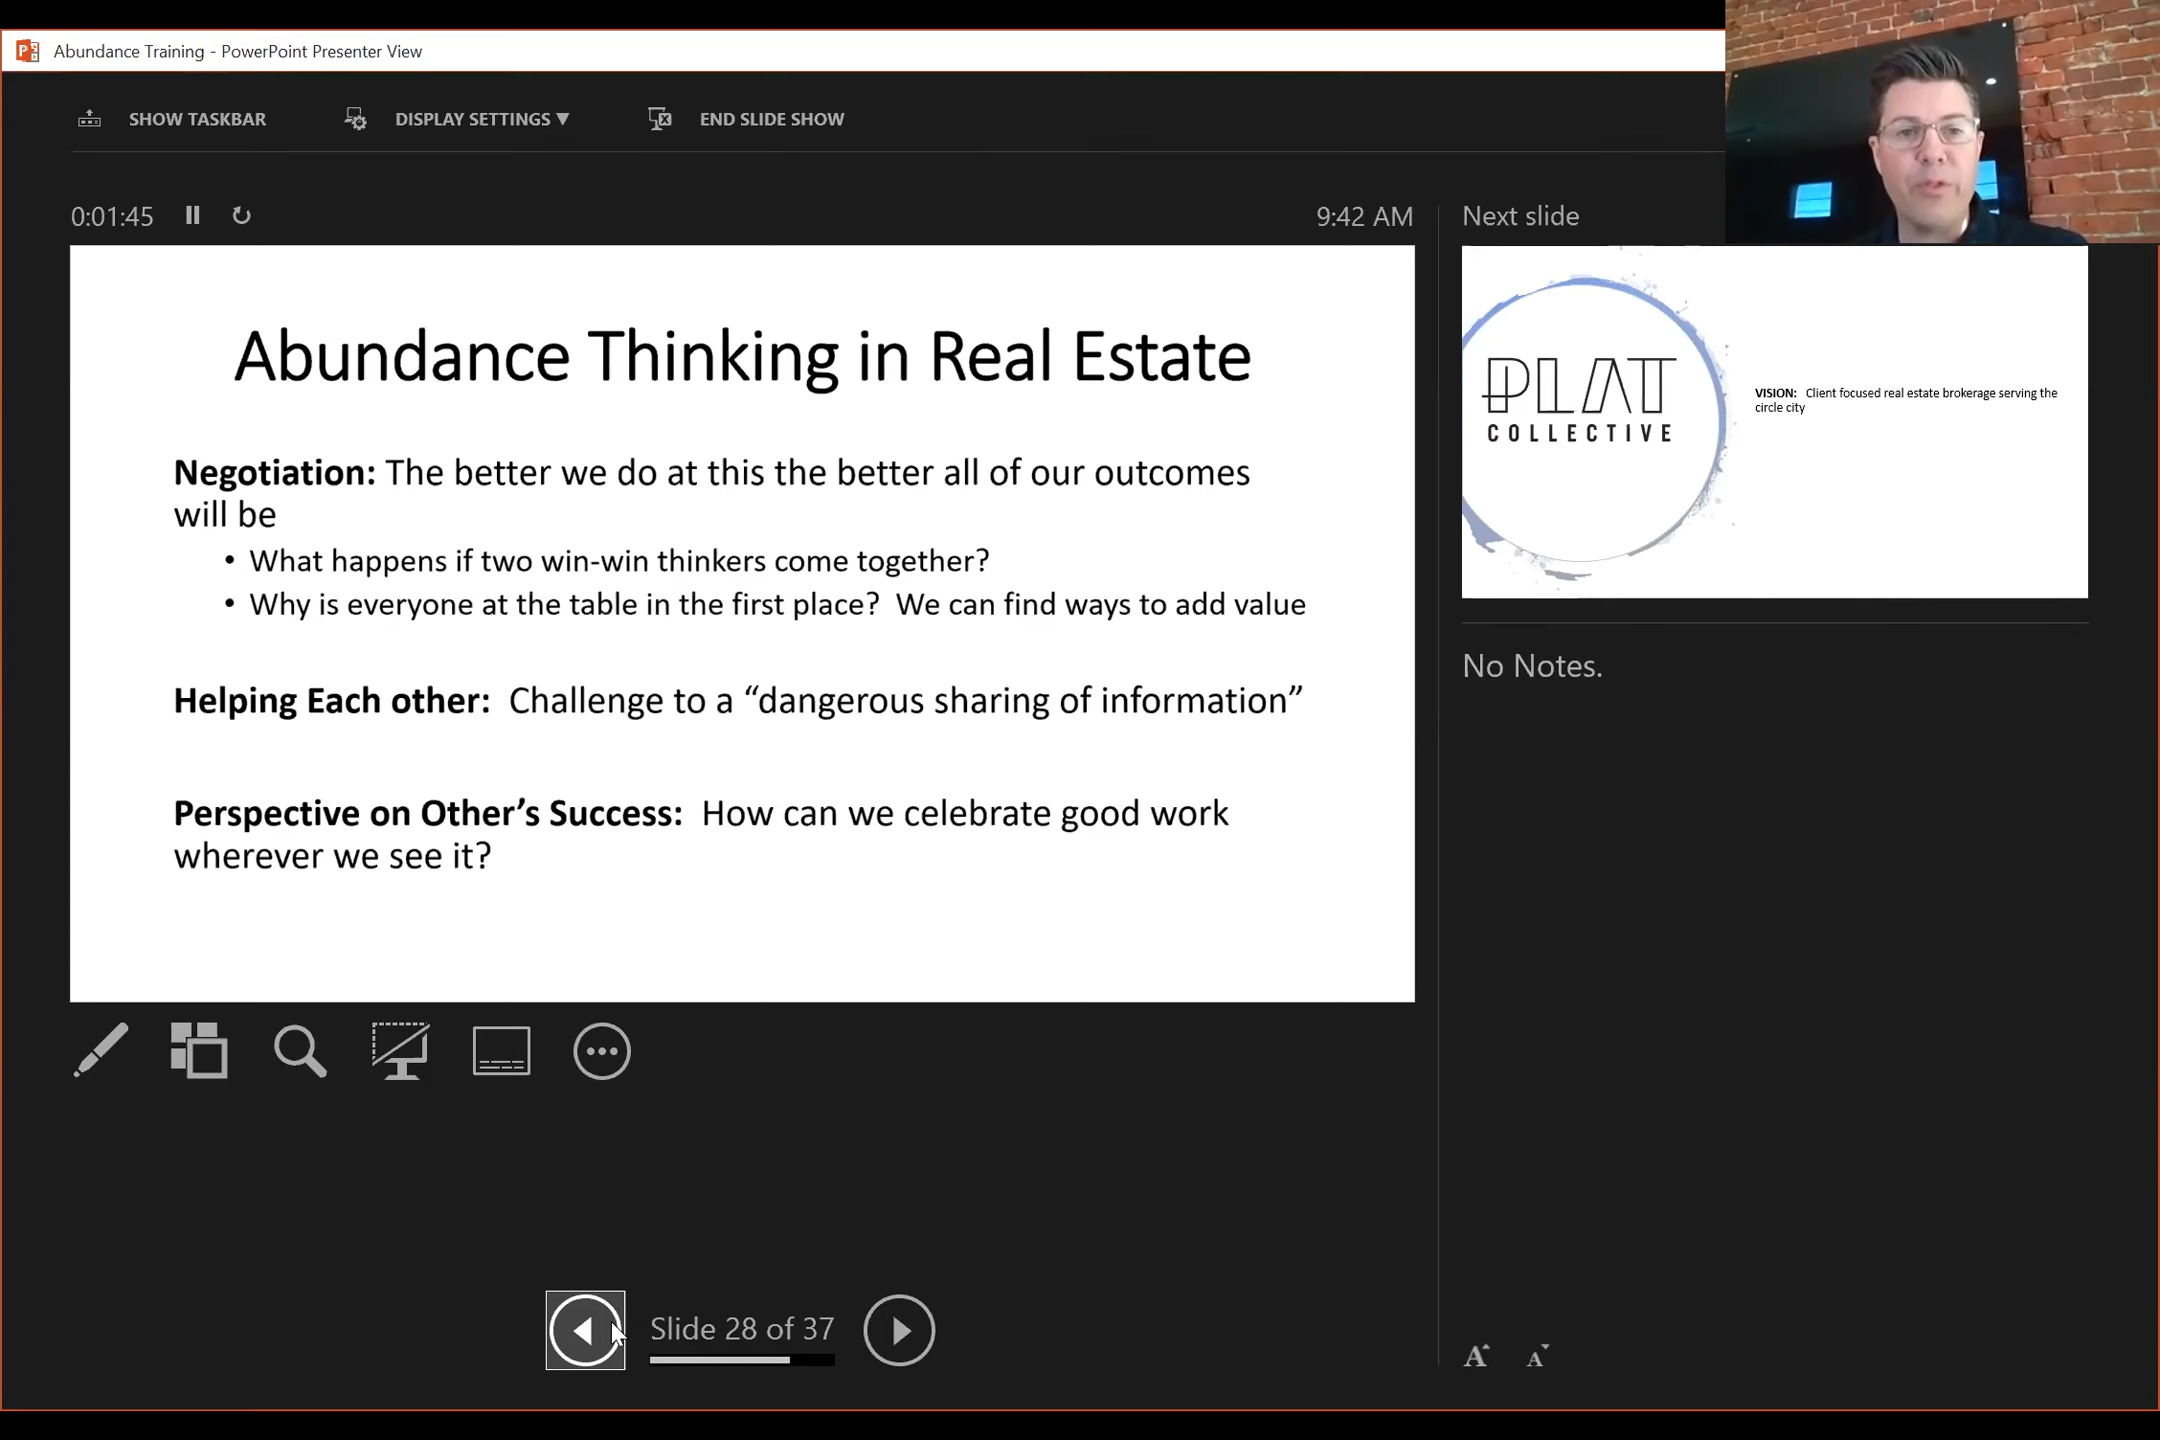 Abundance Training - PowerPoint Presenter View
SHOW TASKBAR
DISPLAY SETTINGS ▼
END SLIDE SHOW
0:01:45
9:42 AM
Abundance Thinking in Real Estate
Negotiation: The better we do at this the better all of our outcomes
will be
• What happens if two win-win thinkers come together?
• Why is everyone at the table in the first place?  We can find ways to add value
Helping Each other:  Challenge to a “dangerous sharing of information”
Perspective on Other’s Success:  How can we celebrate good work
wherever we see it?
Next slide
PLAT
COLLECTIVE
VISION:  Client focused real estate brokerage serving the
circle city
No Notes.
Slide 28 of 37
A A